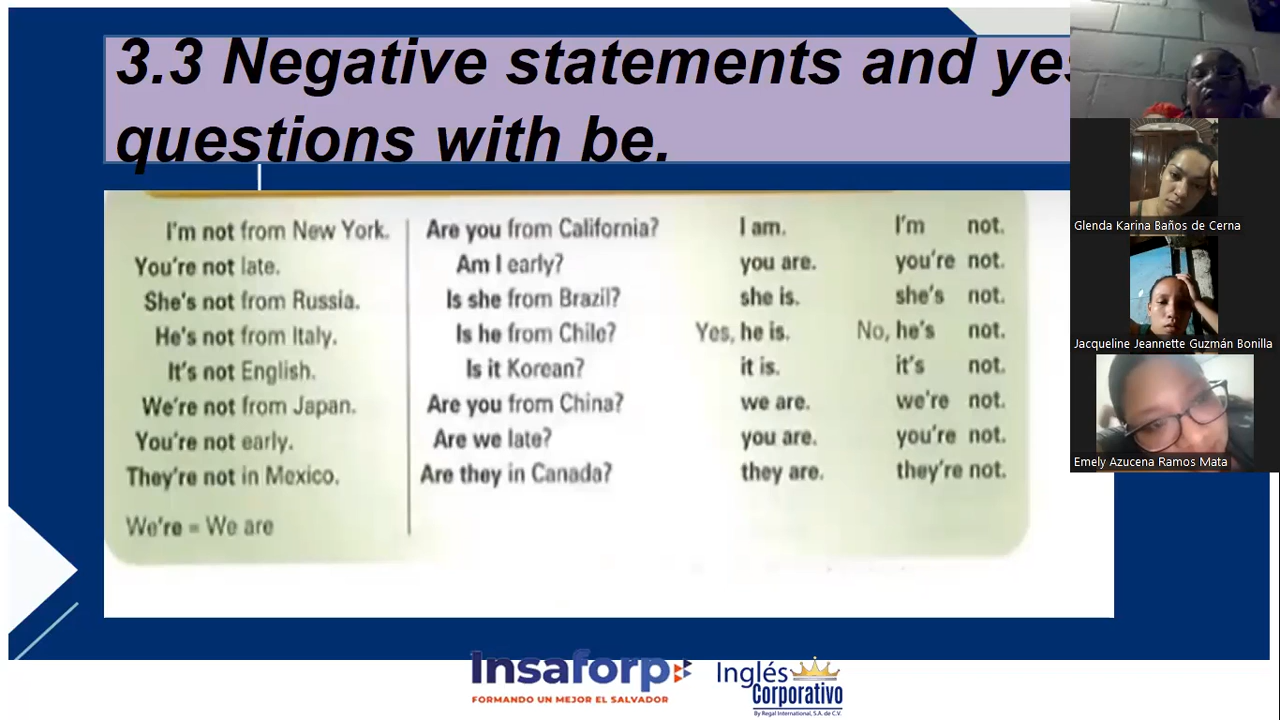 3.3 Negative statements and yes
questions with be.
I'm not from New York. Are you from California? I am. I'm not.
You're not late. Am I early? you are. you're not.
She's not from Russia. Is she from Brazil? she is. she's not.
He's not from Italy. Is he from Chile? Yes, he is. No, he's not.
It's not English. Is it Korean? it is. it's not.
We're not from Japan. Are you from China? we are. we're not.
You're not early. Are we late? you are. you're not.
They're not in Mexico. Are they in Canada? they are. they're not.
We're = We are
Glenda Karina Baños de Cerna
Jacqueline Jeannette Guzmán Bonilla
Emely Azucena Ramos Mata
Insaforp
FORMANDO UN MEJOR EL SALVADOR
Inglés
Corporativo
By Regal International, S.A. de C.V.